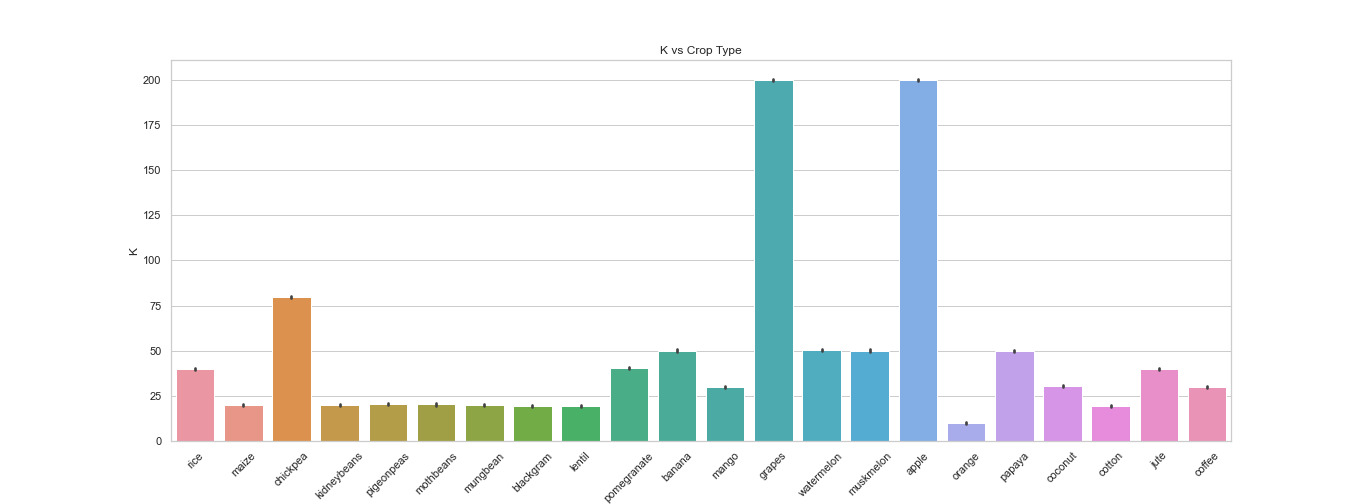 K vs Crop Type
K
200
175
150
125
100
75
50
25
0
rice
maize
chickpea
kidneybeans
pigeonpeas
mothbeans
mungbean
blackgram
lentil
pomegranate
banana
mango
grapes
watermelon
muskmelon
apple
orange
papaya
coconut
cotton
jute
coffee